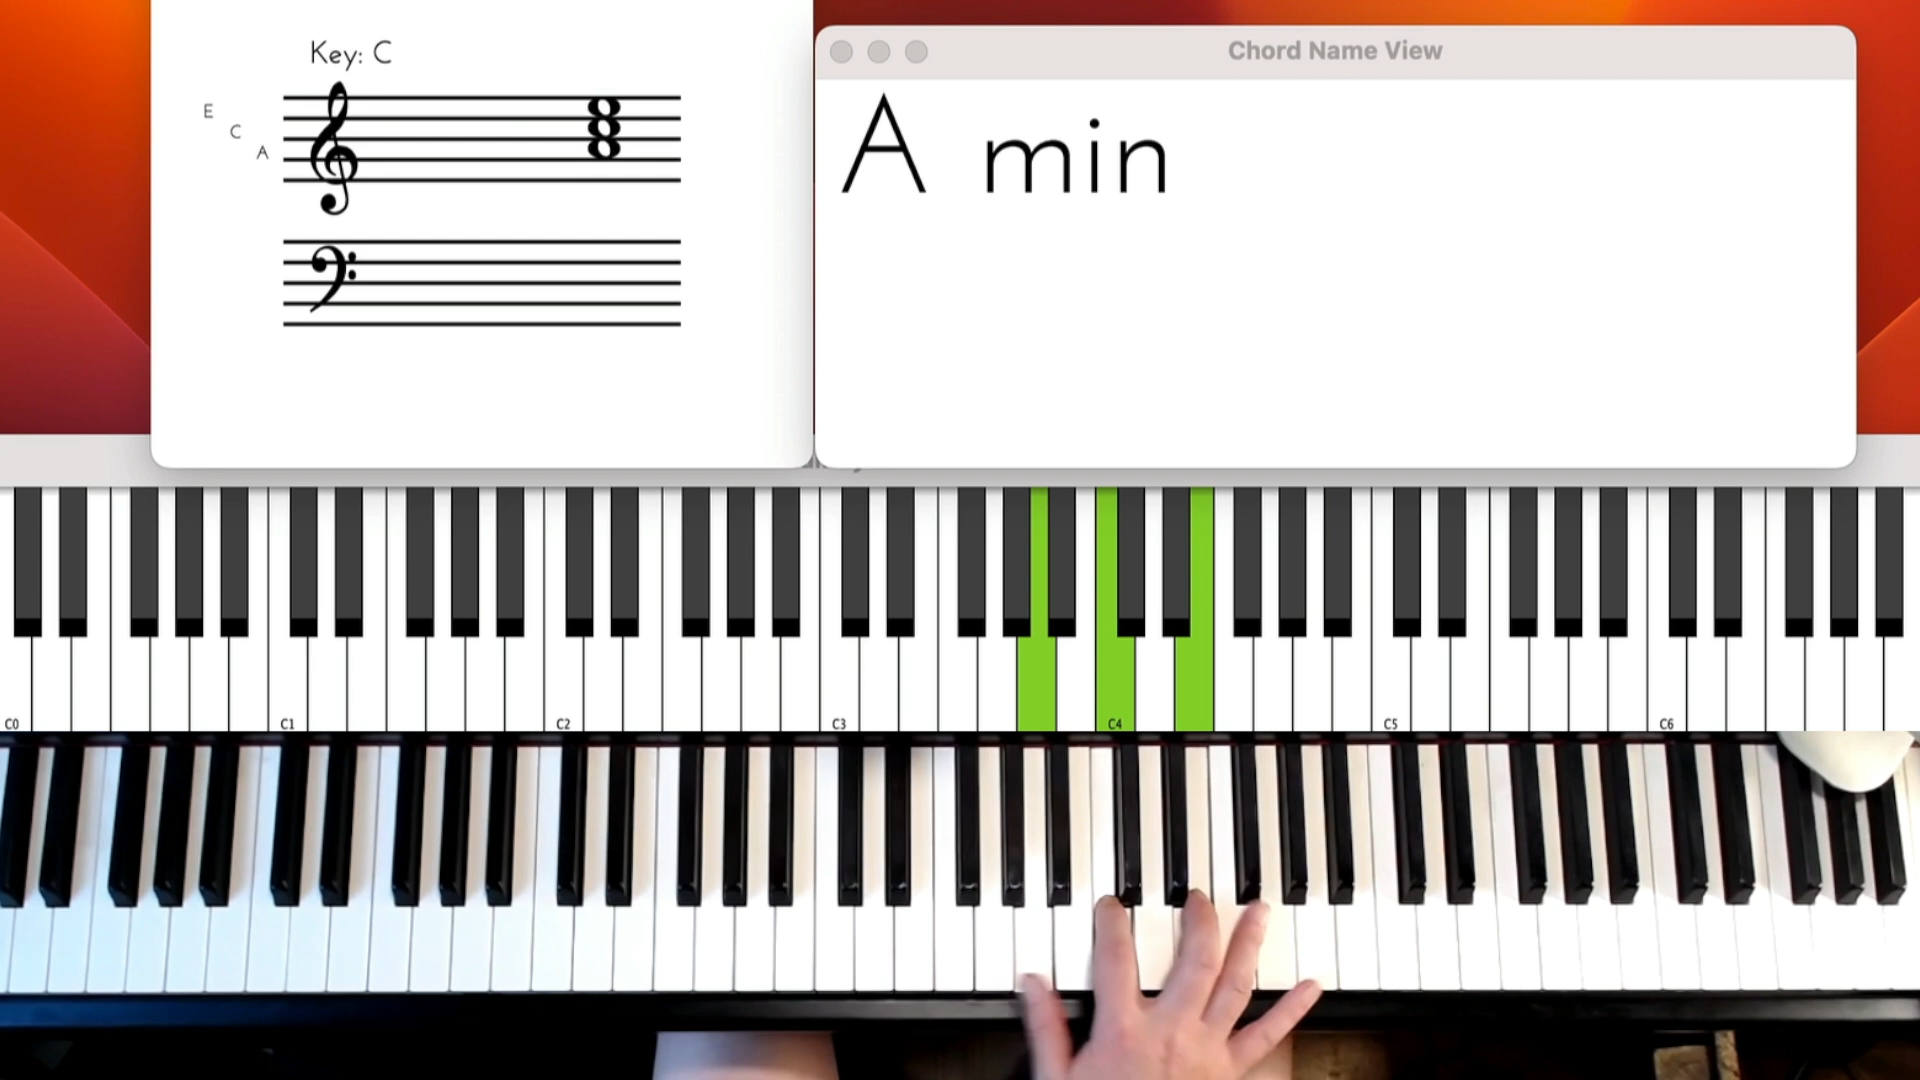 Key: C
E
C
A
Chord Name View
A min
C0 C1 C2 C3 C4 C5 C6